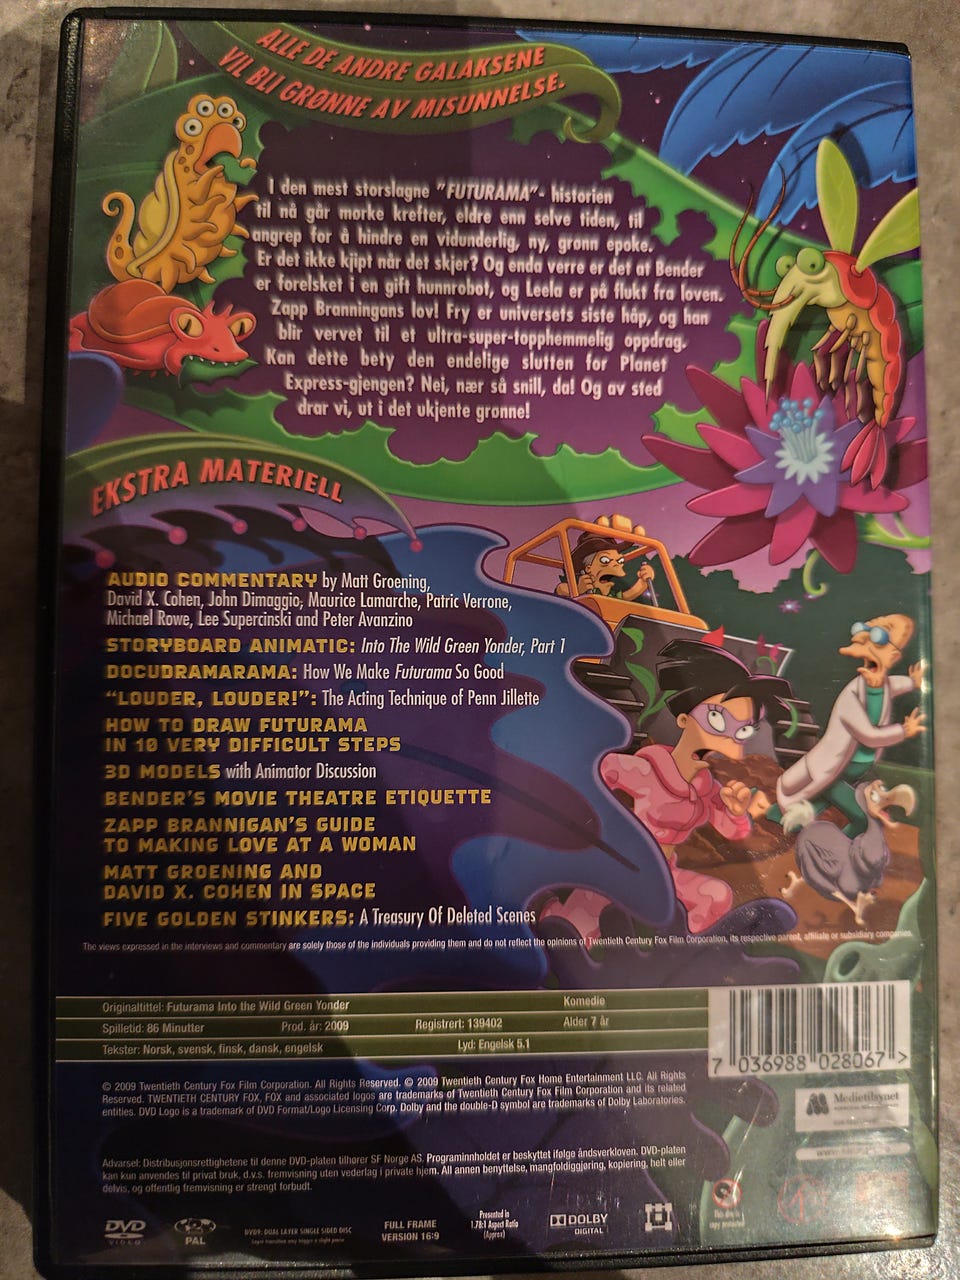 ALLE DE ANDRE GALAKSENE
VIL BLI GRØNNE AV MISUNNELSE.
I den mest storslagne "FUTURAMA"- historien
til nå går mørke krefter, eldre enn selve tiden, til
angrep for å hindre en vidunderlig, ny, grønn epoke.
Er det ikke kjipt når det skjer? Og enda verre er det at Bender
er forelsket i en gift hunnrobot, og Leela er på flukt fra loven.
Zapp Branningans lov! Fry er universets siste håp, og han
blir vervet til et ultra-super-topphemmelig oppdrag.
Kan dette bety den endelige slutten for Planet
Express-gjengen? Nei, nær så snill, da! Og av sted
drar vi, ut i det ukjente grønne!
EKSTRA MATERIELL
AUDIO COMMENTARY by Matt Groening,
David X. Cohen, John Dimaggio, Maurice Lamarche, Patric Verrone,
Michael Rowe, Lee Supercinski and Peter Avanzino
STORYBOARD ANIMATIC: Into The Wild Green Yonder, Part 1
DOCUDRAMARAMA: How We Make Futurama So Good
"LOUDER, LOUDER!": The Acting Technique of Penn Jillette
HOW TO DRAW FUTURAMA
IN 10 VERY DIFFICULT STEPS
3D MODELS with Animator Discussion
BENDER'S MOVIE THEATRE ETIQUETTE
ZAPP BRANNIGAN'S GUIDE
TO MAKING LOVE AT A WOMAN
MATT GROENING AND
DAVID X. COHEN IN SPACE
FIVE GOLDEN STINKERS: A Treasury Of Deleted Scenes
The views expressed in the interviews and commentary are solely those of the individuals providing them and do not reflect the opinions of Twentieth Century Fox Film Corporation, its respective parent, affiliate or subsidiary companies.
Originaltittel: Futurama Into the Wild Green Yonder Komedie
Spilletid: 86 Minutter Prod. år: 2009 Registrert: 139402 Alder 7 år
Tekster: Norsk, svensk, finsk, dansk, engelsk Lyd: Engelsk 5.1
7 036988 028067 >
© 2009 Twentieth Century Fox Film Corporation. All Rights Reserved. © 2009 Twentieth Century Fox Home Entertainment LLC. All Rights
Reserved. TWENTIETH CENTURY FOX, FOX and associated logos are trademarks of Twentieth Century Fox Film Corporation and its related
entities. DVD Logo is a trademark of DVD Format/Logo Licensing Corp. Dolby and the double-D symbol are trademarks of Dolby Laboratories.
Medietilsynet
Advarsel: Distribusjonsrettighetene til denne DVD-platen tilhører SF Norge AS. Programinnholdet er beskyttet ifølge åndsverkloven. DVD-platen
kan kun anvendes til privat bruk, d.v.s. fremvisning uten vederlag i private hjem. All annen benyttelse, mangfoldiggjøring, kopiering, helt eller
delvis, og offentlig fremvisning er strengt forbudt.
DVD
VIDEO
PAL
DVD9: DUAL LAYER SINGLE SIDED DISC
Layer transition may trigger a slight pause
FULL FRAME
VERSION 16:9
Presented in
1.78:1 Aspect Ratio
(Approx)
DOLBY
DIGITAL
This disc is
copy protected